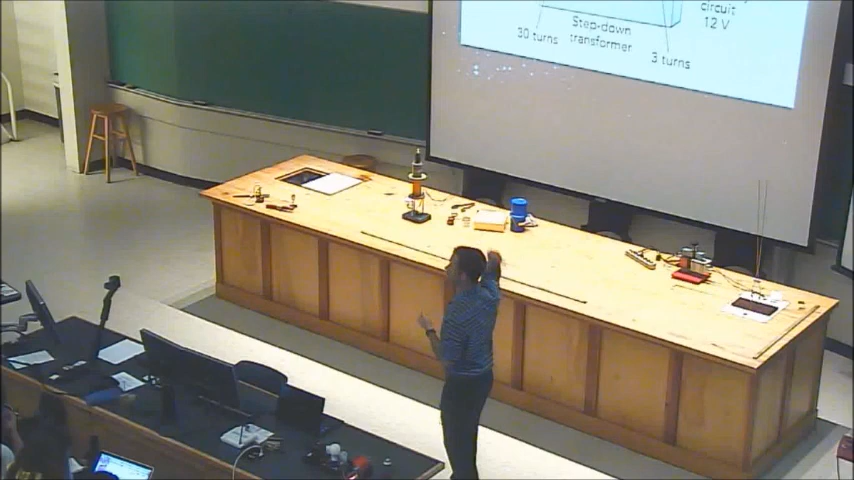 circuit
12 V
Step-down
transformer
30 turns
3 turns